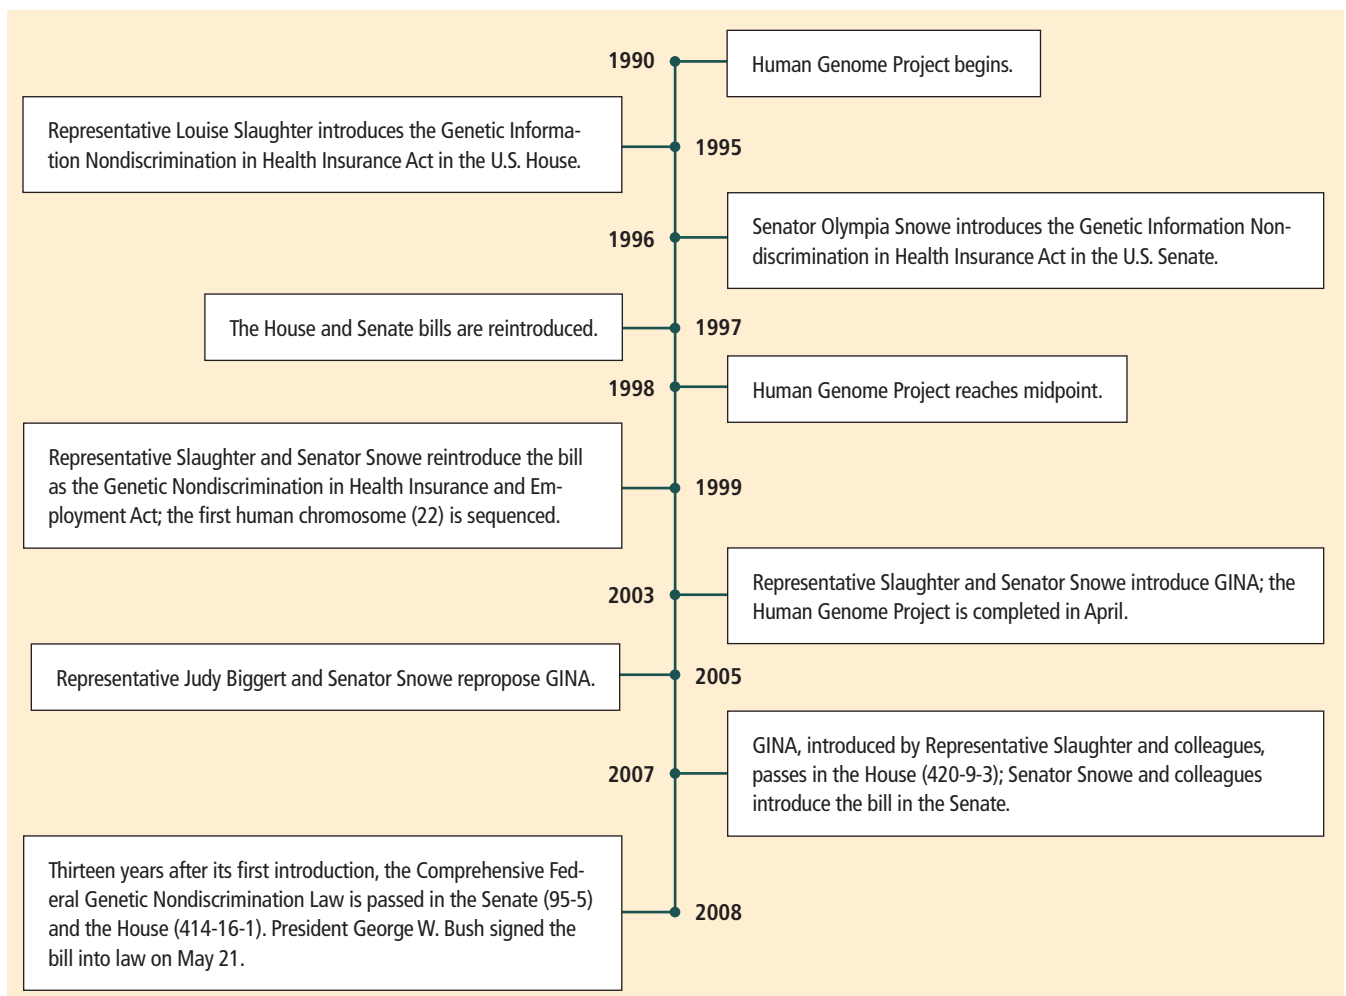 1990
Human Genome Project begins.
Representative Louise Slaughter introduces the Genetic Informa-
tion Nondiscrimination in Health Insurance Act in the U.S. House.
1995
1996
Senator Olympia Snowe introduces the Genetic Information Non-
discrimination in Health Insurance Act in the U.S. Senate.
The House and Senate bills are reintroduced.
1997
1998
Human Genome Project reaches midpoint.
Representative Slaughter and Senator Snowe reintroduce the bill
as the Genetic Nondiscrimination in Health Insurance and Em-
ployment Act; the first human chromosome (22) is sequenced.
1999
2003
Representative Slaughter and Senator Snowe introduce GINA; the
Human Genome Project is completed in April.
Representative Judy Biggert and Senator Snowe repropose GINA.
2005
2007
GINA, introduced by Representative Slaughter and colleagues,
passes in the House (420-9-3); Senator Snowe and colleagues
introduce the bill in the Senate.
Thirteen years after its first introduction, the Comprehensive Fed-
eral Genetic Nondiscrimination Law is passed in the Senate (95-5)
and the House (414-16-1). President George W. Bush signed the
bill into law on May 21.
2008